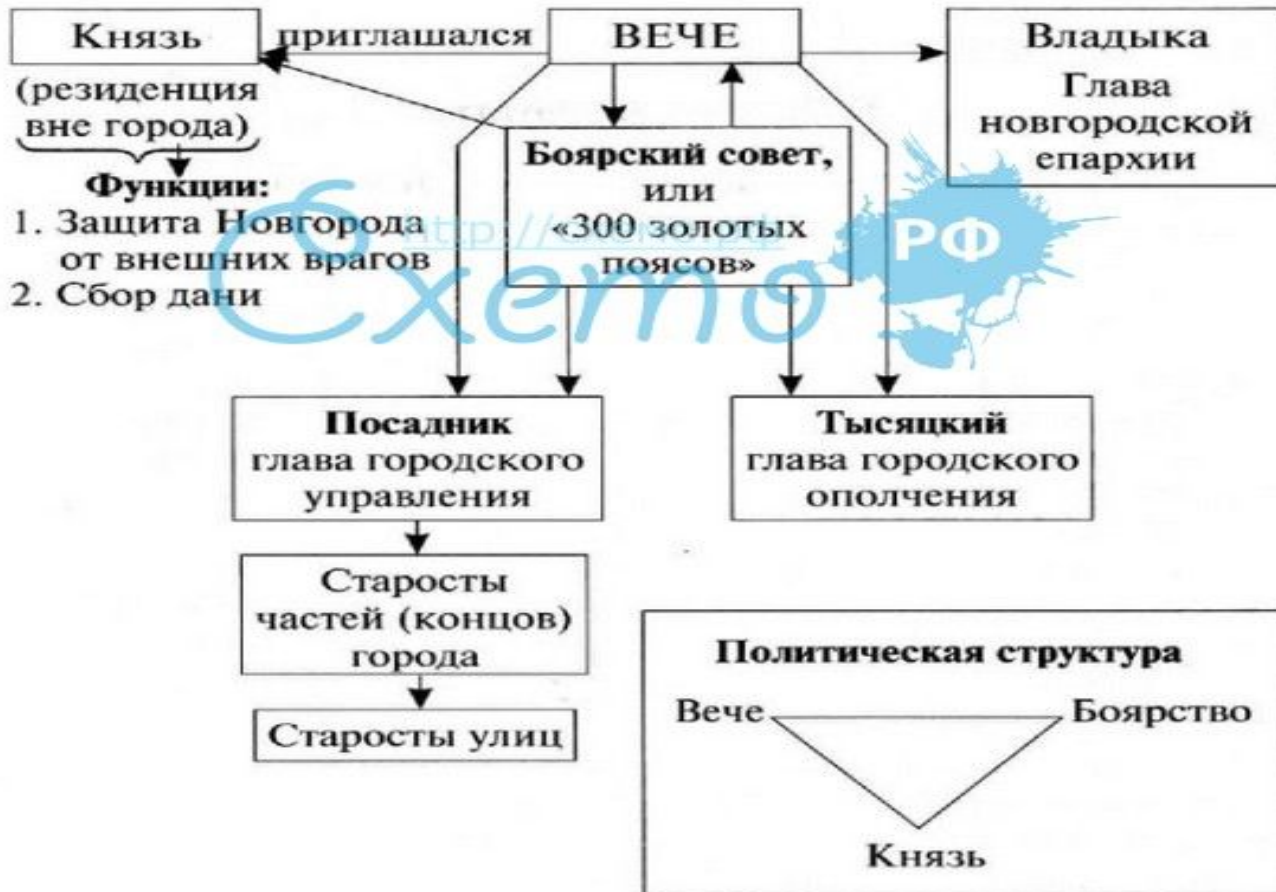 Князь
приглашался
ВЕЧЕ
Владыка
Глава
новгородской
епархии
(резиденция
вне города)
Функции:
1. Защита Новгорода
от внешних врагов
2. Сбор дани
Боярский совет,
или
«300 золотых
поясов»
Схемо
РФ
Посадник
глава городского
управления
Тысяцкий
глава городского
ополчения
Старосты
частей (концов)
города
Старосты улиц
Политическая структура
Вече
Боярство
Князь